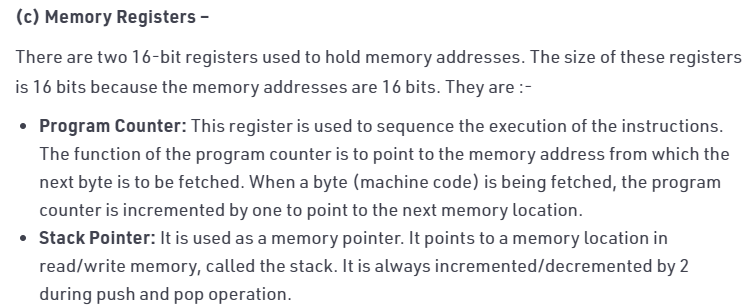 (c) Memory Registers –
There are two 16-bit registers used to hold memory addresses. The size of these registers
is 16 bits because the memory addresses are 16 bits. They are :-
• Program Counter: This register is used to sequence the execution of the instructions.
The function of the program counter is to point to the memory address from which the
next byte is to be fetched. When a byte (machine code) is being fetched, the program
counter is incremented by one to point to the next memory location.
• Stack Pointer: It is used as a memory pointer. It points to a memory location in
read/write memory, called the stack. It is always incremented/decremented by 2
during push and pop operation.